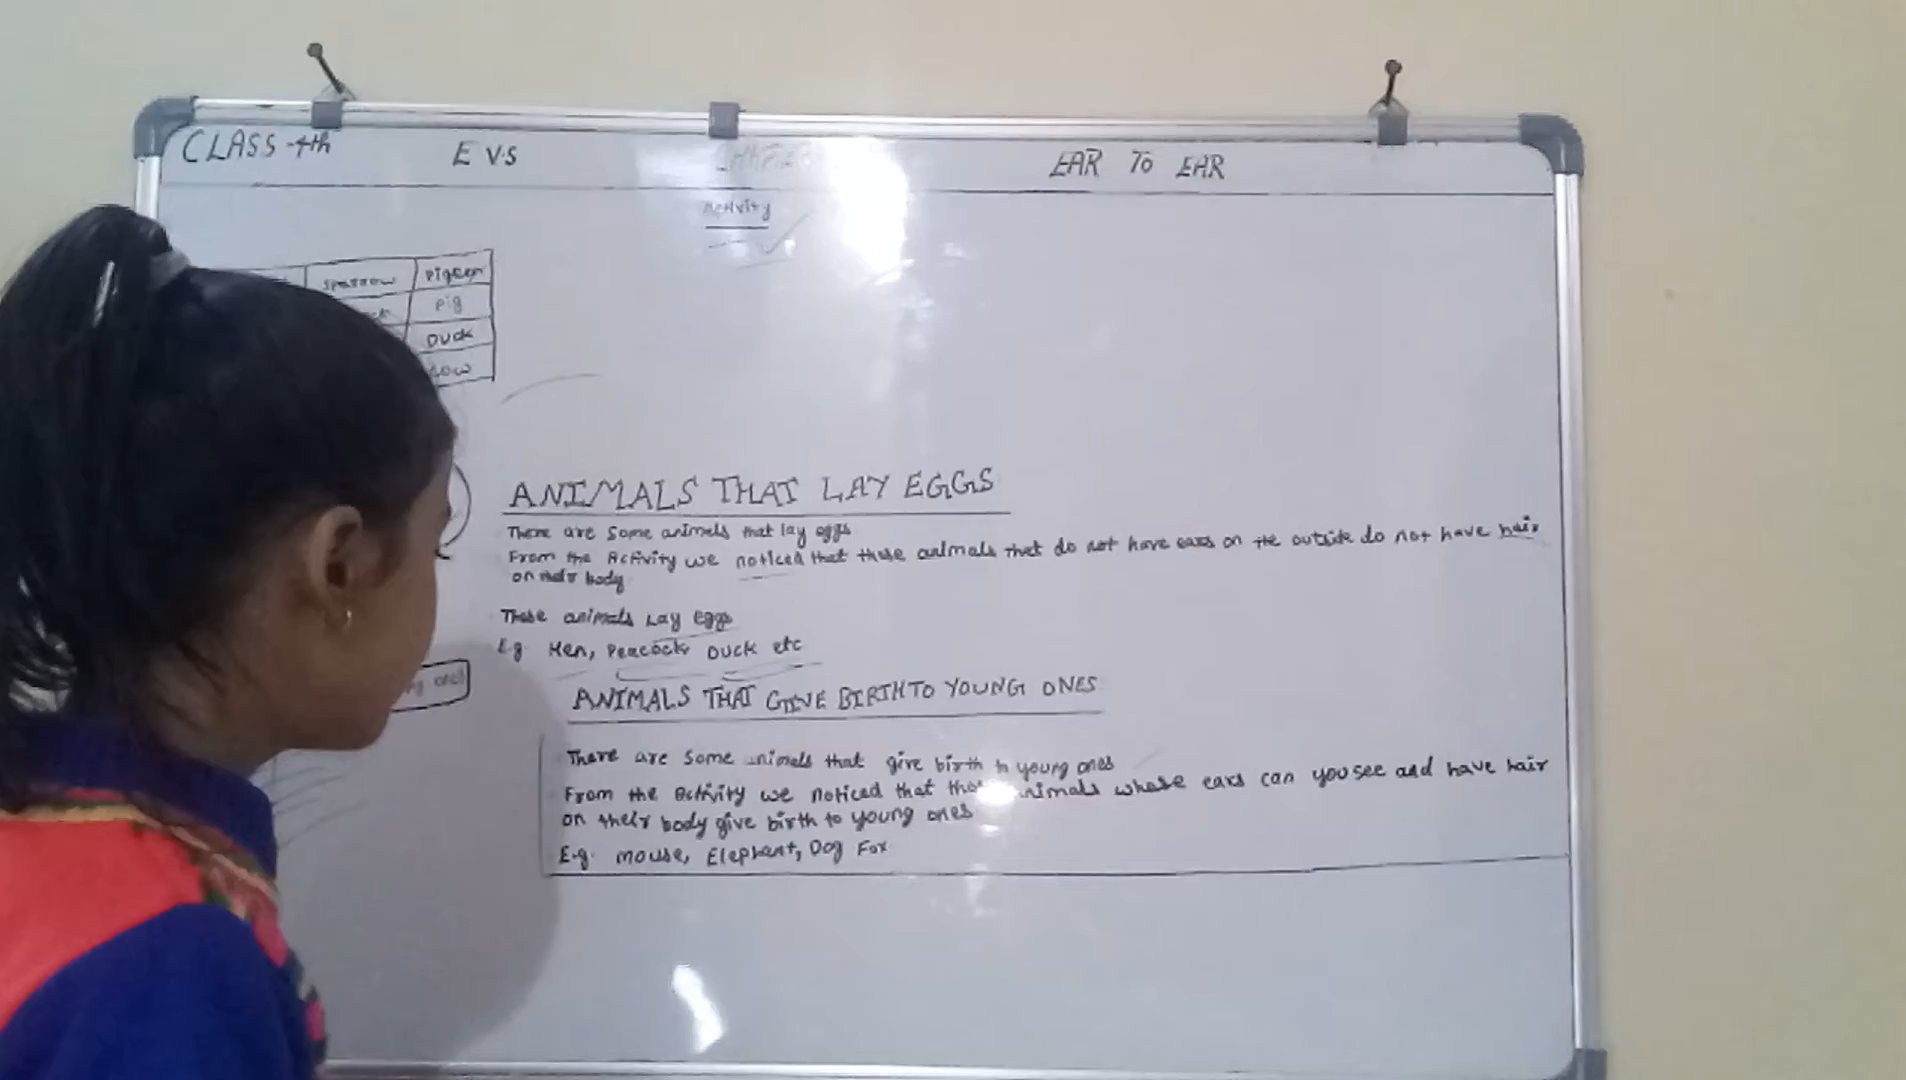 CLASS-4th EVS CHAPTER EAR TO EAR
Activity
Sparrow Pigeon
Pig
Duck
ANIMALS THAT LAY EGGS
There are some animals that lay eggs
From the Activity we noticed that those animals that do not have ears on the outside do not have hair
on their body
These animals Lay eggs
E.g. Hen, Peacock Duck etc
ANIMALS THAT GIVE BIRTH TO YOUNG ONES
There are some animals that give birth to young ones
From the Activity we noticed that animals whose ears can you see and have hair
on their body give birth to young ones
E.g. mouse, Elephant, Dog Fox